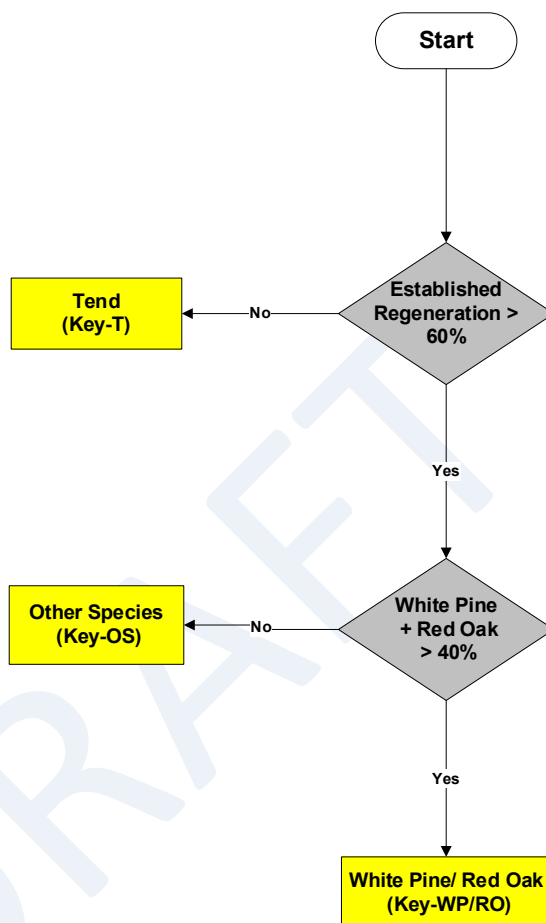 Start
Established
Regeneration >
60%
No
Tend
(Key-T)
Yes
White Pine
+ Red Oak
> 40%
No
Other Species
(Key-OS)
Yes
White Pine/ Red Oak
(Key-WP/RO)
DRAFT